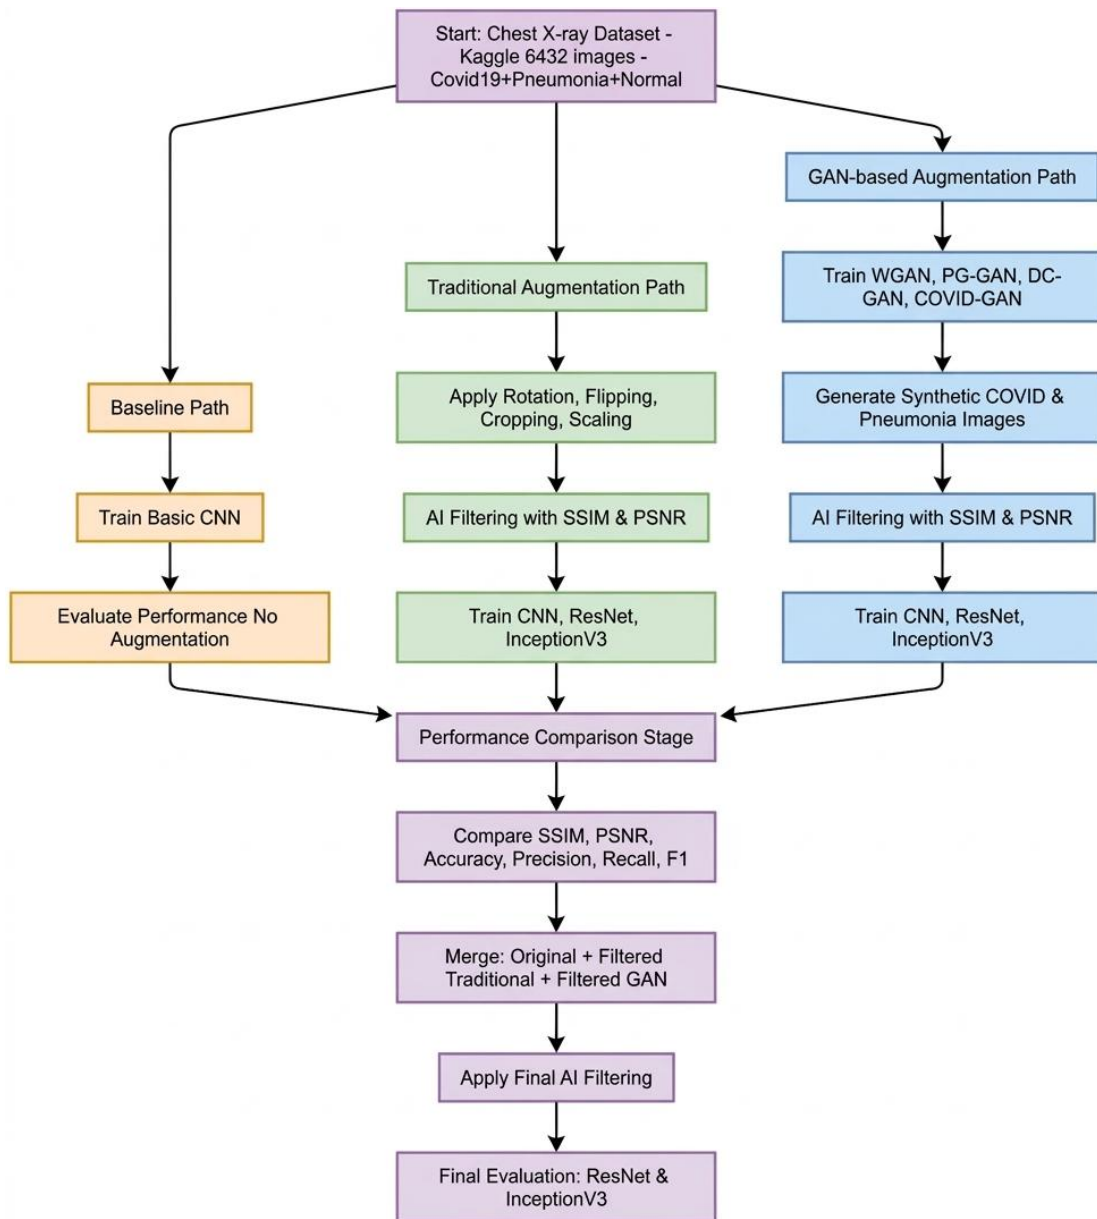 Start: Chest X-ray Dataset -
Kaggle 6432 images -
Covid19+Pneumonia+Normal
GAN-based Augmentation Path
Train WGAN, PG-GAN, DC-
GAN, COVID-GAN
Traditional Augmentation Path
Baseline Path
Apply Rotation, Flipping,
Cropping, Scaling
Generate Synthetic COVID &
Pneumonia Images
Train Basic CNN
AI Filtering with SSIM & PSNR
AI Filtering with SSIM & PSNR
Evaluate Performance No
Augmentation
Train CNN, ResNet,
InceptionV3
Train CNN, ResNet,
InceptionV3
Performance Comparison Stage
Compare SSIM, PSNR,
Accuracy, Precision, Recall, F1
Merge: Original + Filtered
Traditional + Filtered GAN
Apply Final AI Filtering
Final Evaluation: ResNet &
InceptionV3